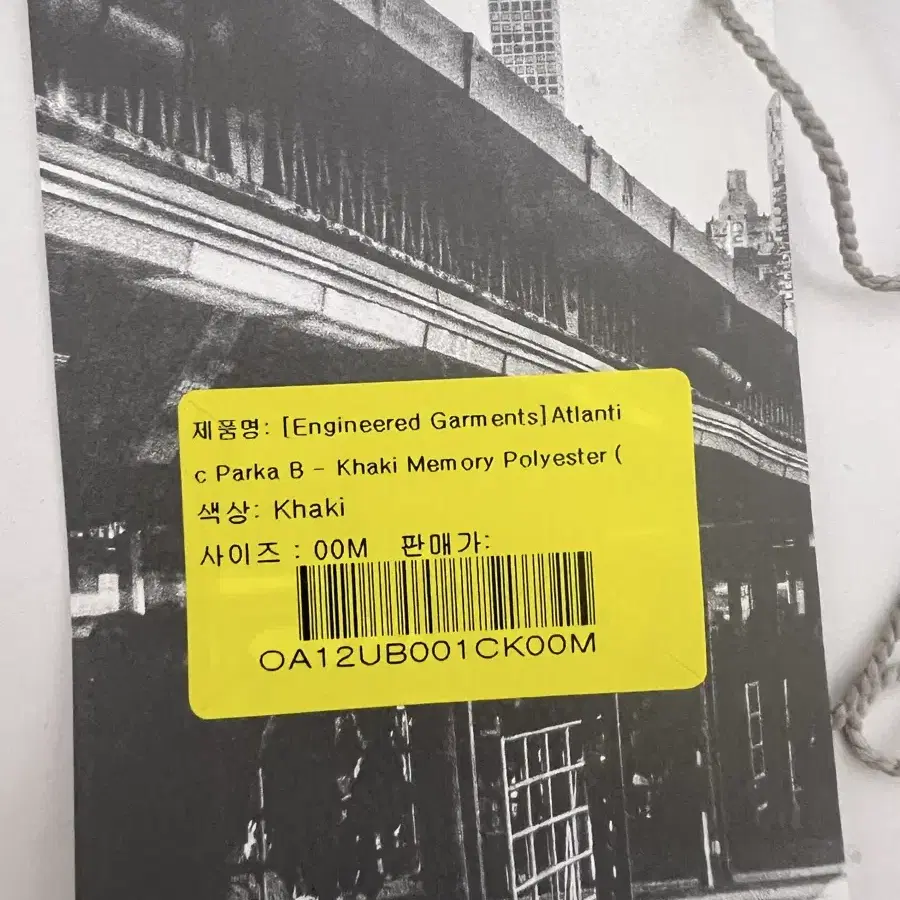 제품명: [Engineered Garments]Atlanti
c Parka B - Khaki Memory Polyester (
색상: Khaki
사이즈 : 00M 판매가:
OA12UB001CK00M